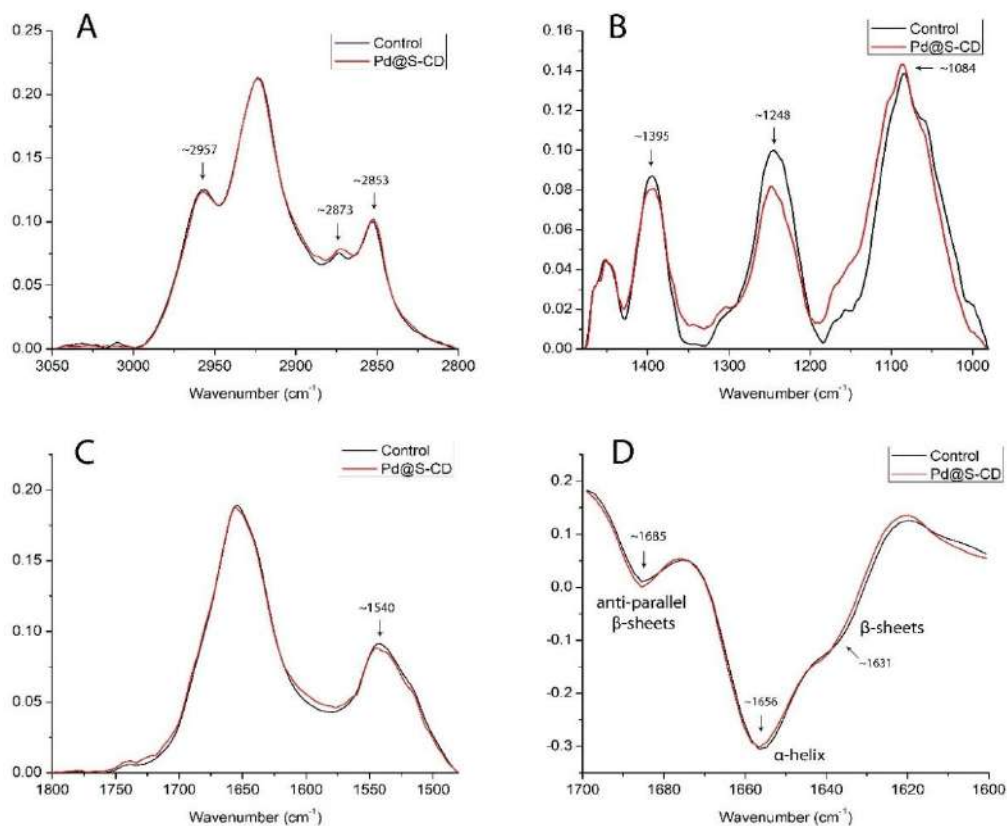 A
Control
Pd@S-CD
0.20
0.15
0.10
0.05
0.00
~2957
~2873
~2853
3050 3000 2950 2900 2850 2800
Wavenumber (cm-1)
B
Control
Pd@S-CD
0.16
0.14
0.12
0.10
0.08
0.06
0.04
0.02
0.00
~1395
~1248
~1084
1400 1300 1200 1100 1000
Wavenumber (cm-1)
C
Control
Pd@S-CD
0.20
0.15
0.10
0.05
0.00
~1540
1800 1750 1700 1650 1600 1550 1500
Wavenumber (cm-1)
D
Control
Pd@S-CD
0.2
0.1
0.0
-0.1
-0.2
-0.3
~1685
anti-parallel
β-sheets
β-sheets
~1631
~1656
α-helix
1700 1680 1660 1640 1620 1600
Wavenumber (cm-1)